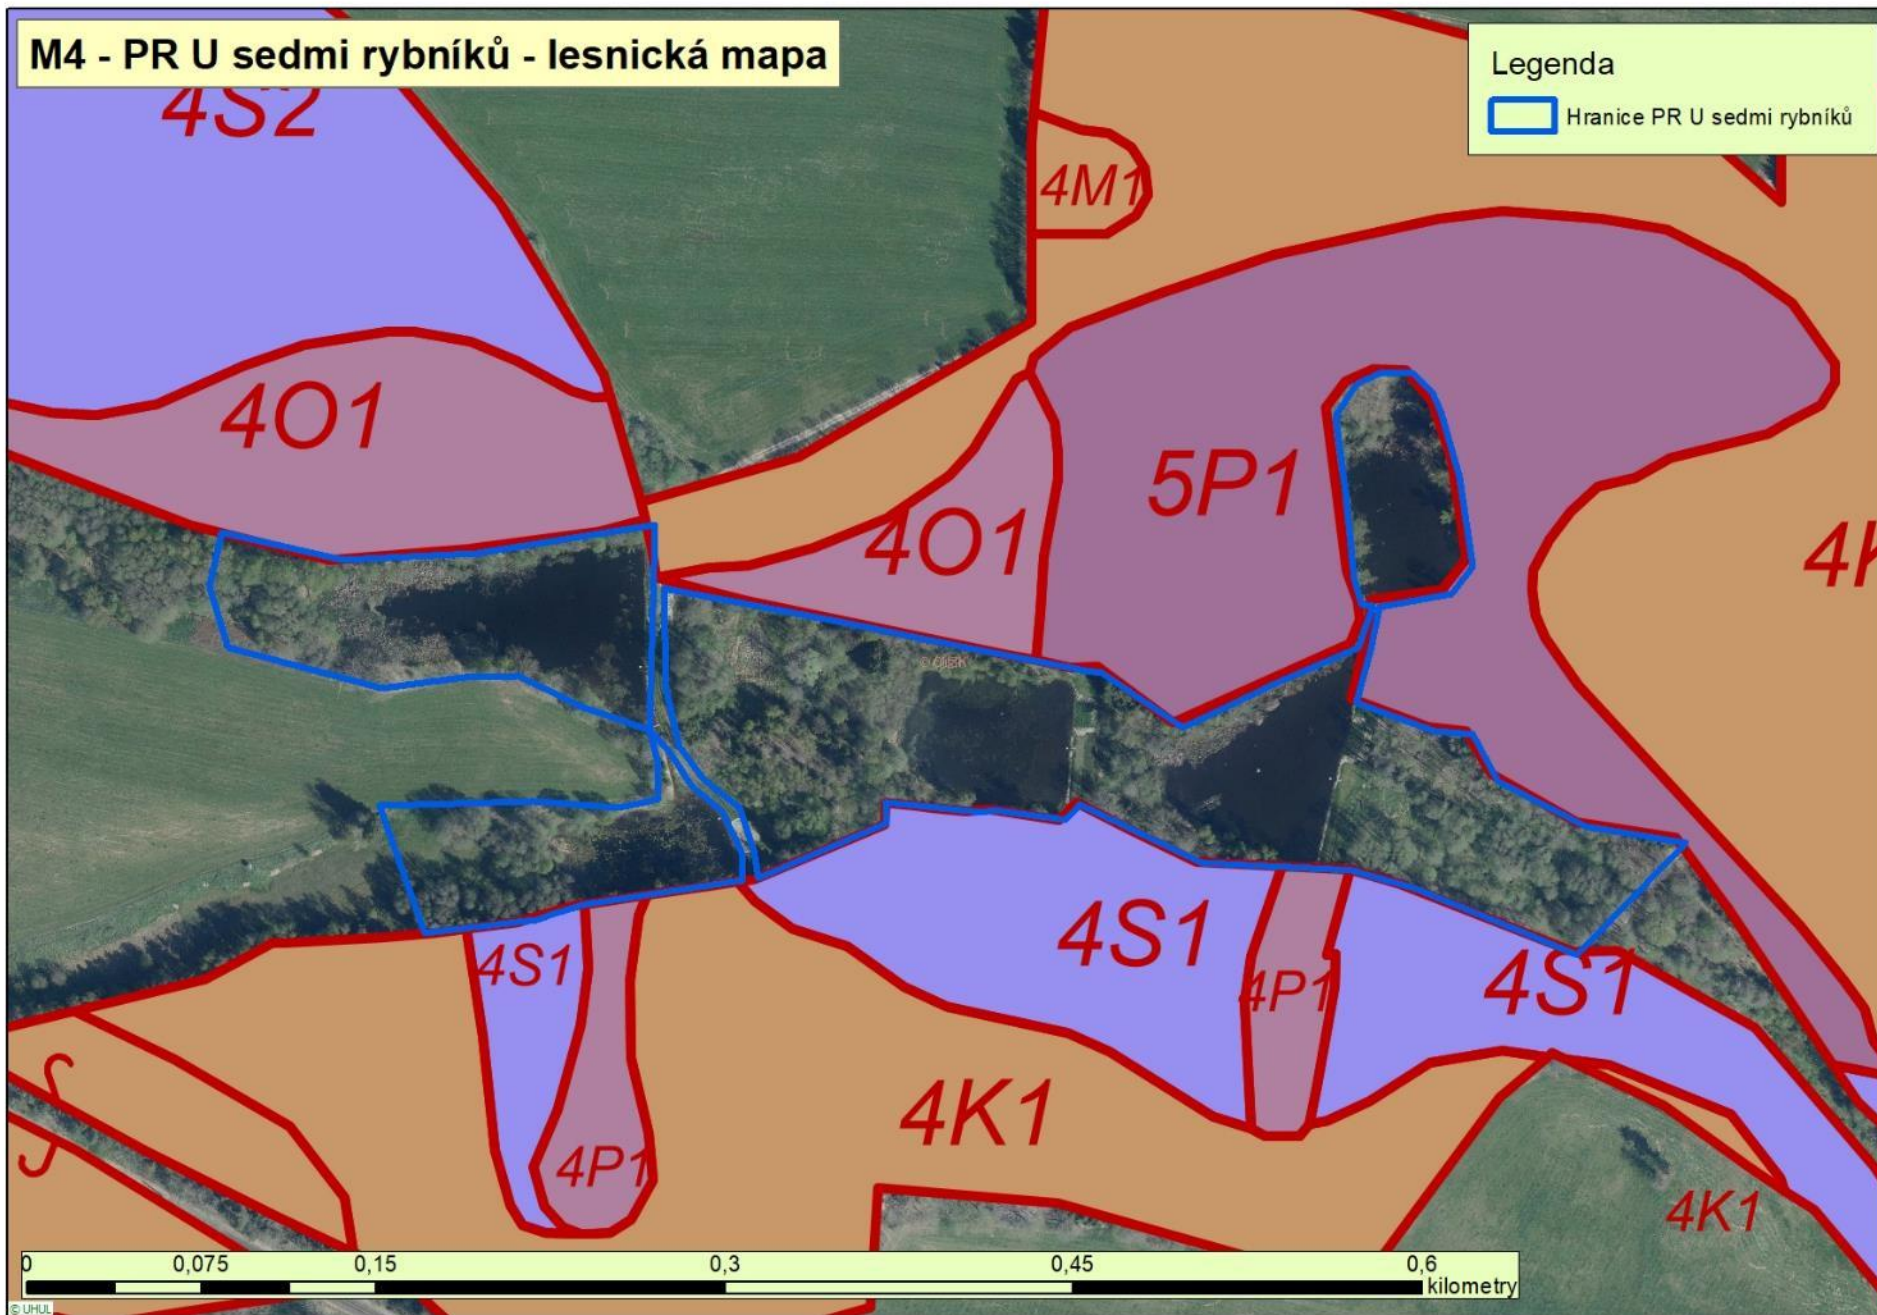 M4 - PR U sedmi rybníků - lesnická mapa
Legenda
Hranice PR U sedmi rybníků
4S2
4M1
4O1
5P1
4O1
4K
4S1
4S1
4S1
4P1
4K1
4P1
4K1
0 0,075 0,15 0,3 0,45 0,6
kilometry
© UHUL